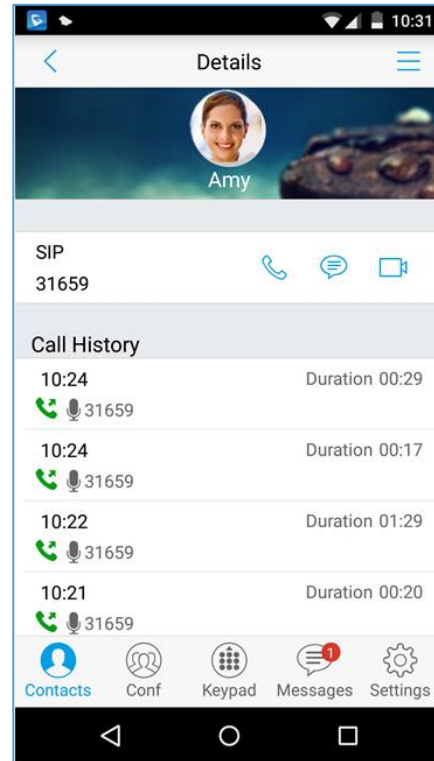 10:31
Details
Amy
SIP
31659
Call History
10:24 Duration 00:29
31659
10:24 Duration 00:17
31659
10:22 Duration 01:29
31659
10:21 Duration 00:20
31659
1
Contacts Conf Keypad Messages Settings